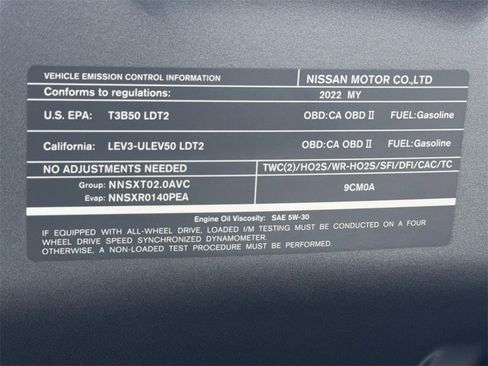 VEHICLE EMISSION CONTROL INFORMATION NISSAN MOTOR CO.,LTD
Conforms to regulations: 2022 MY
U.S. EPA: T3B50 LDT2 OBD:CA OBD II FUEL:Gasoline
California: LEV3-ULEV50 LDT2 OBD:CA OBD II FUEL:Gasoline
NO ADJUSTMENTS NEEDED TWC(2)/HO2S/WR-HO2S/SFI/DFI/CAC/TC
Group: NNSXT02.0AVC 9CM0A
Evap: NNSXR0140PEA
Engine Oil Viscosity: SAE 5W-30
IF EQUIPPED WITH ALL-WHEEL DRIVE, LOADED I/M TESTING MUST BE CONDUCTED ON A FOUR
WHEEL DRIVE SPEED SYNCHRONIZED DYNAMOMETER.
OTHERWISE, A NON-LOADED TEST PROCEDURE MUST BE PERFORMED.